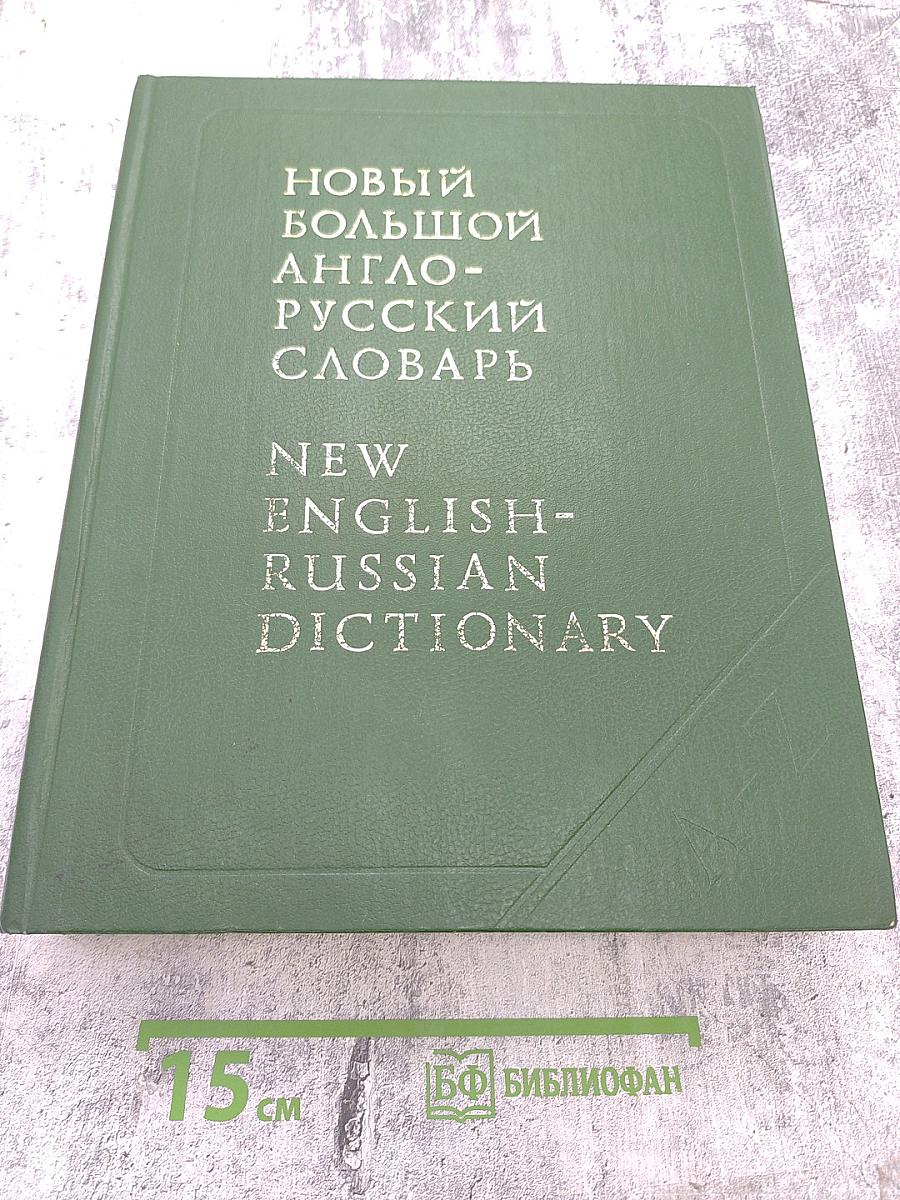 НОВЫЙ
БОЛЬШОЙ
АНГЛО-
РУССКИЙ
СЛОВАРЬ
NEW
ENGLISH-
RUSSIAN
DICTIONARY
15 см
БФ БИБЛИОФАН